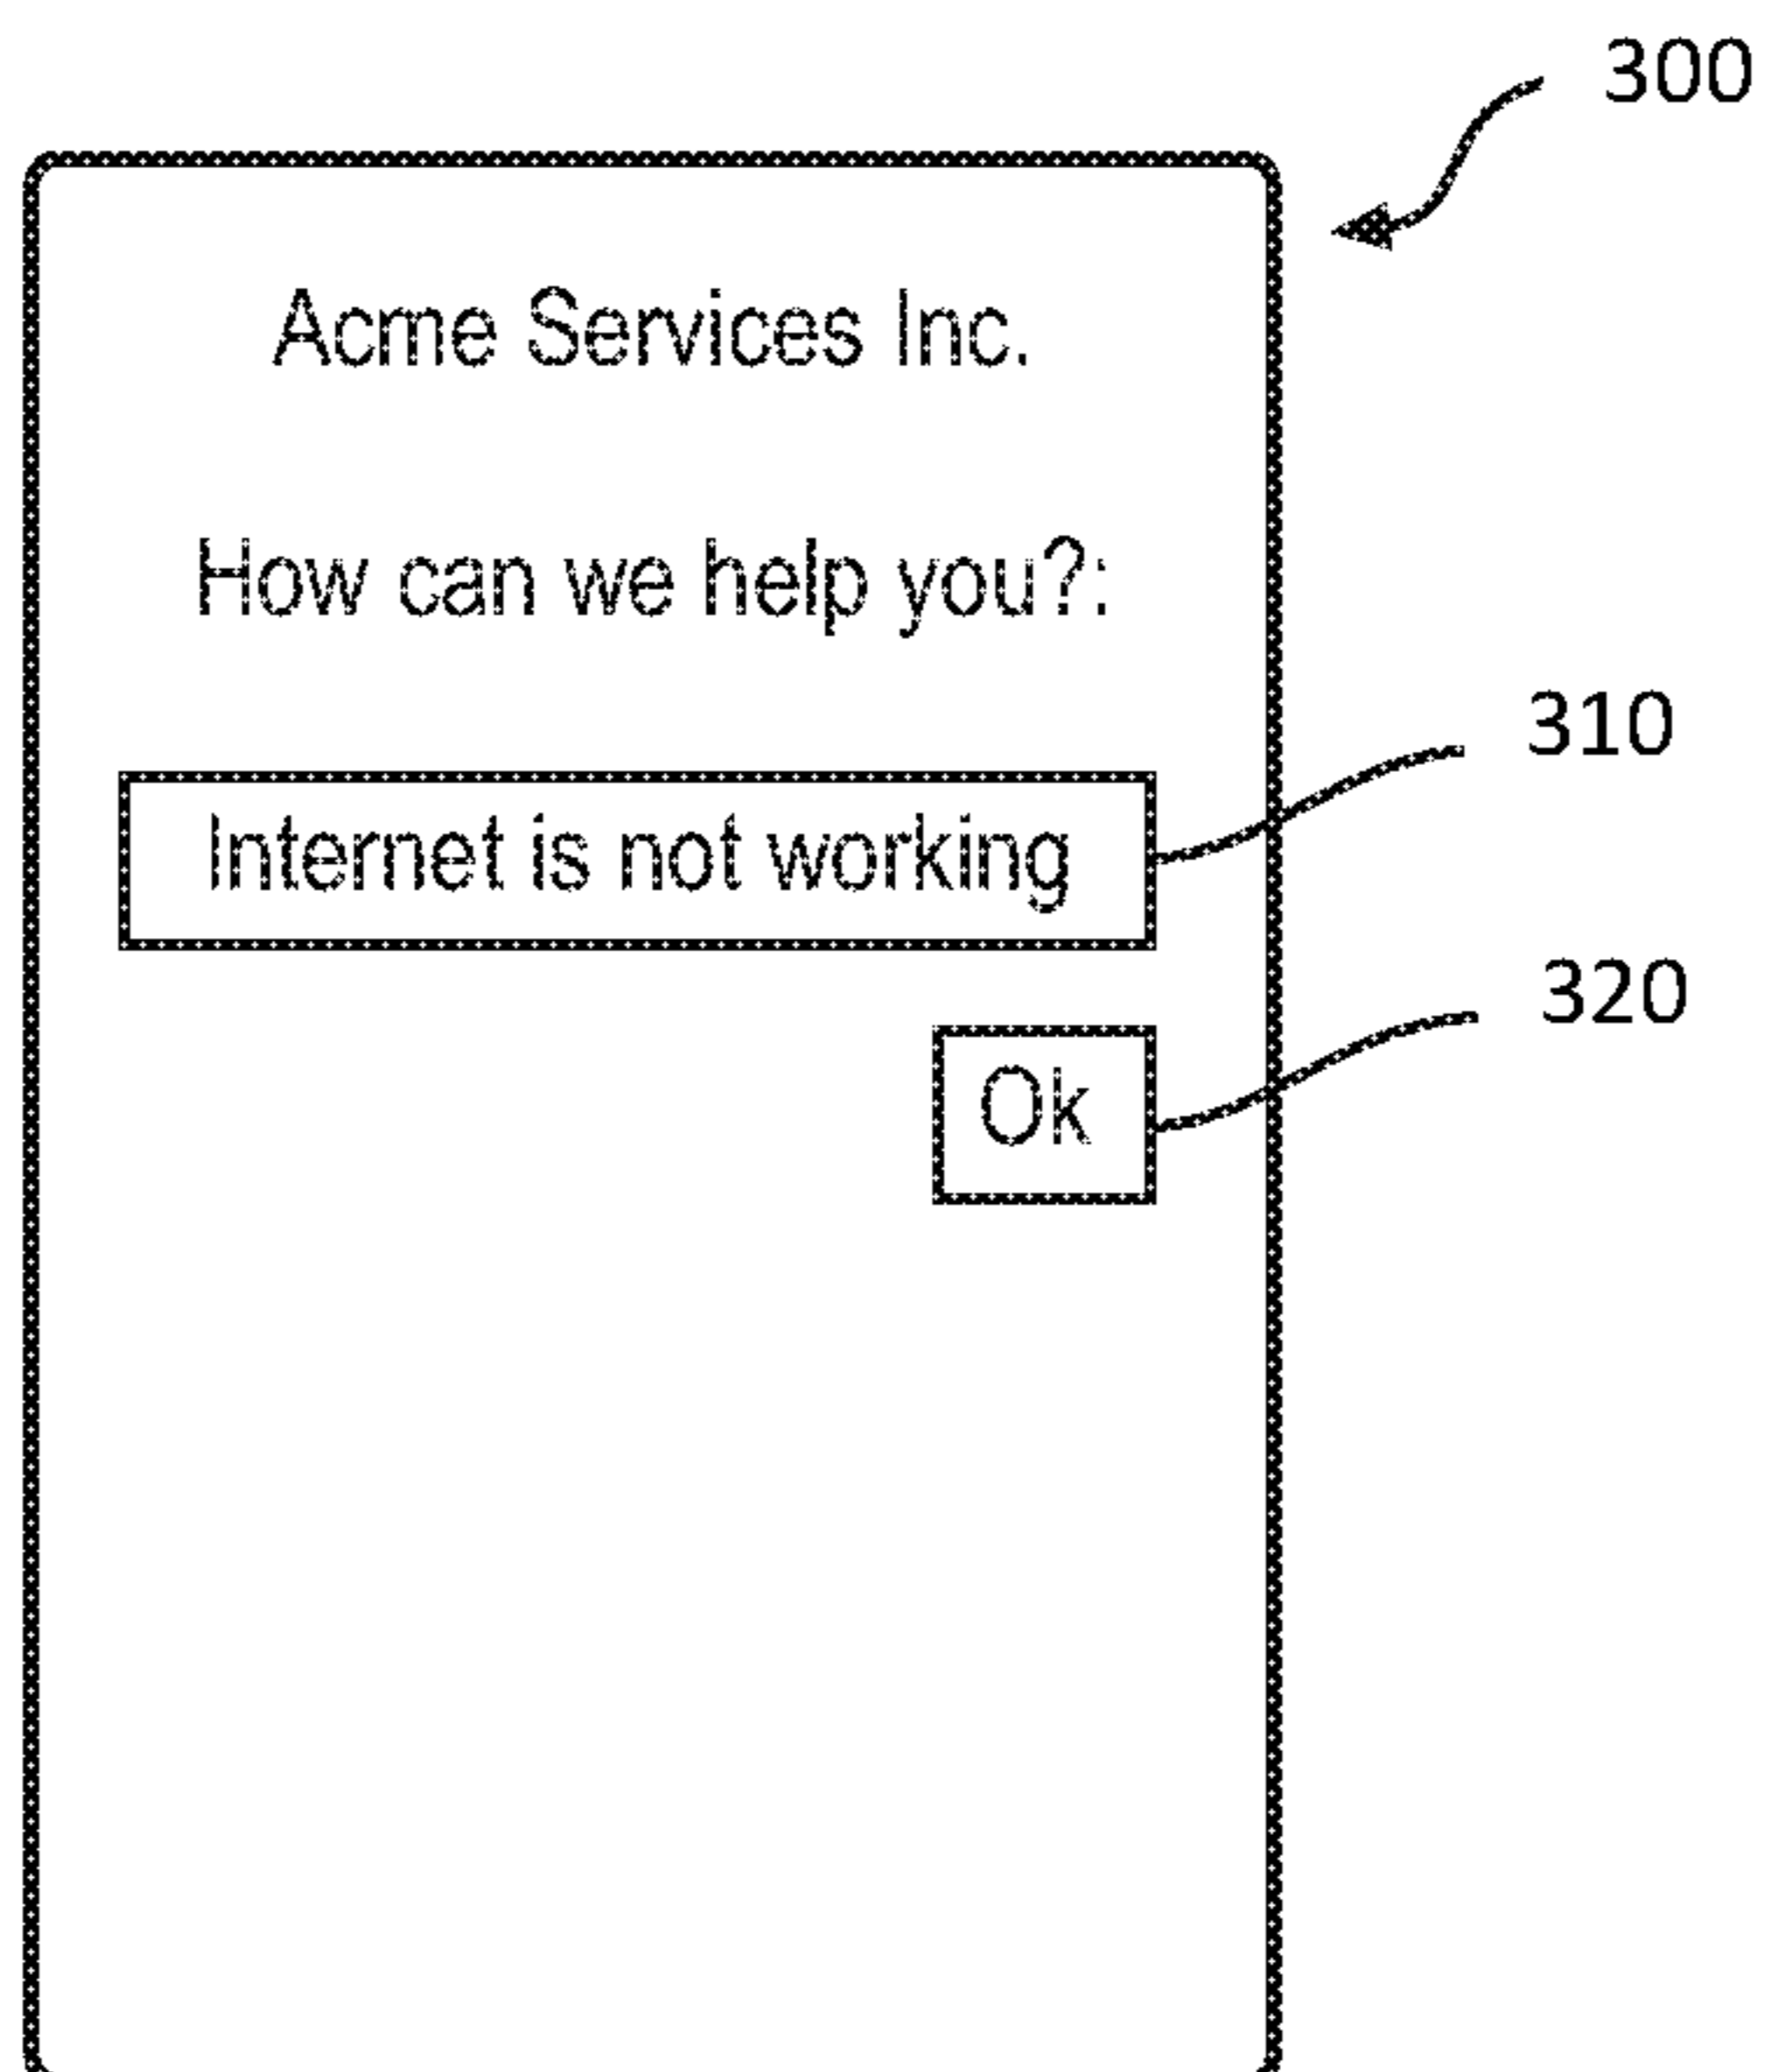 300
Acme Services Inc.
How can we help you?:
310
Internet is not working
320
Ok